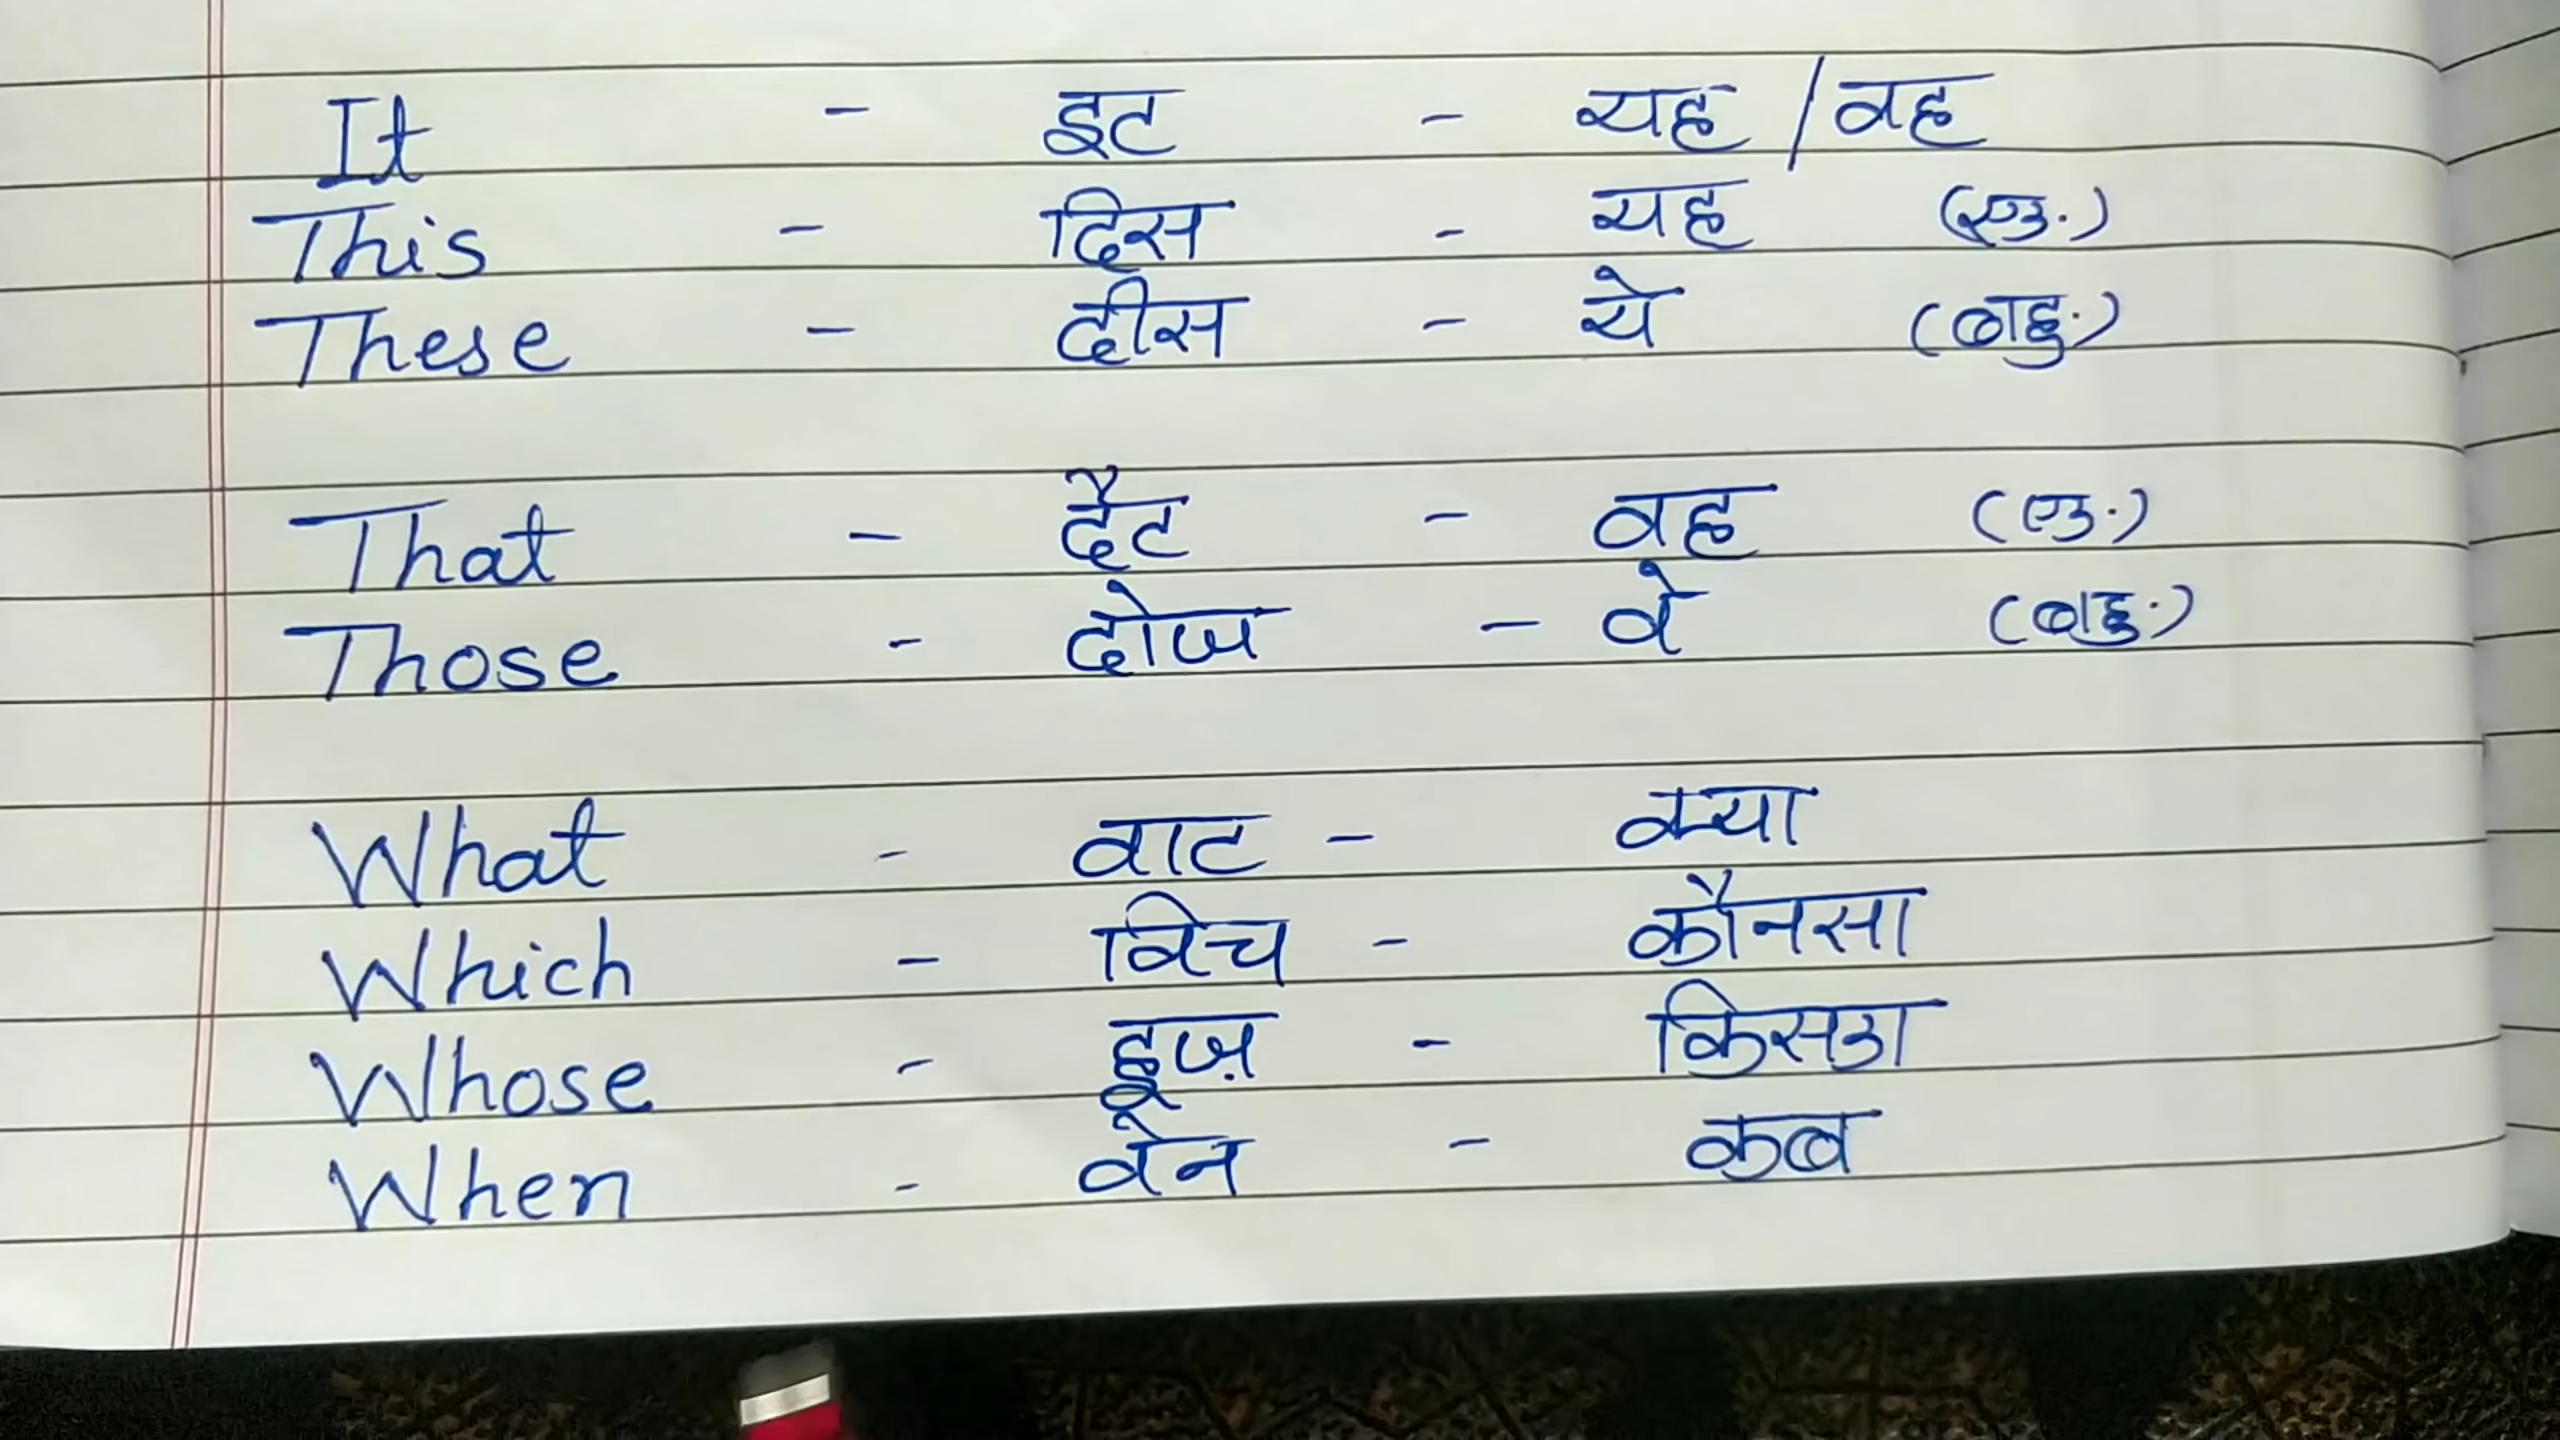 It - इट - यह / वह
This - दिस - यह (एक.)
These - दीस - ये (बहु.)
That - दैट - वह (एक.)
Those - दोज - वे (बहु.)
What - वाट - क्या
Which - विच - कौनसा
Whose - हूज़ - किसका
When - वेन - कब